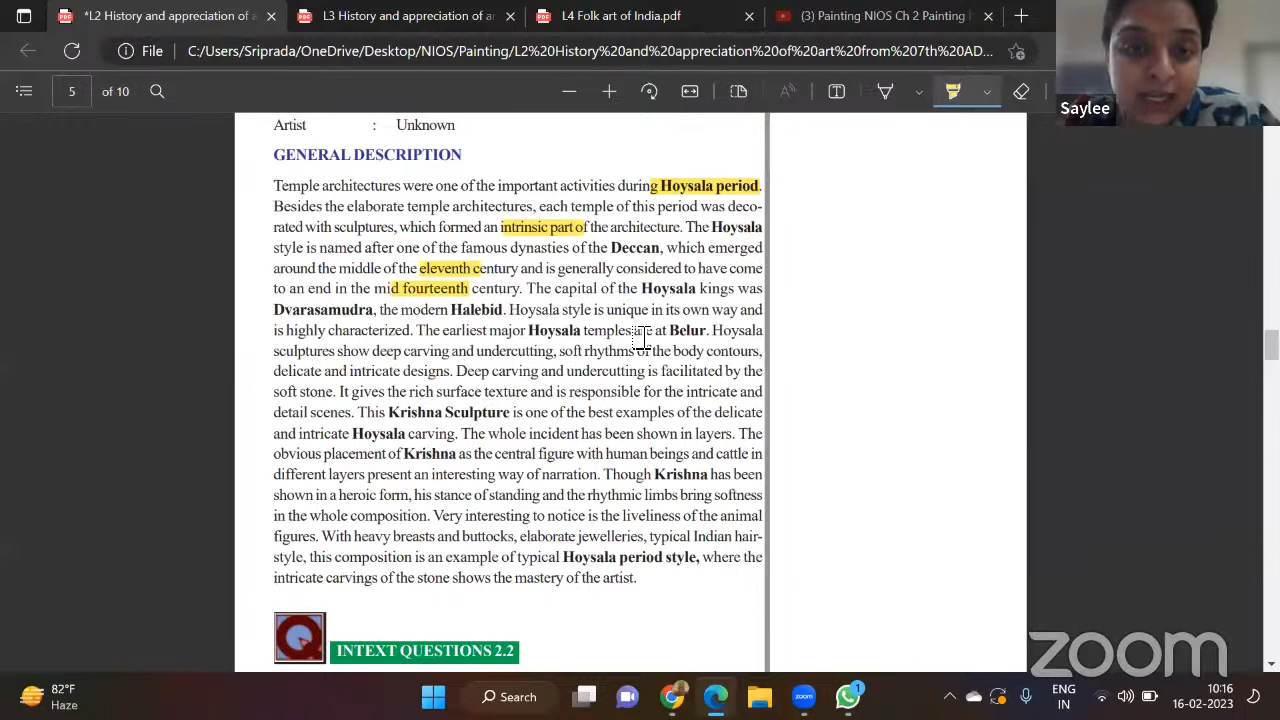 *L2 History and appreciation of a
L3 History and appreciation of a
L4 Folk art of India.pdf
(3) Painting NIOS Ch 2 Painting
File C:/Users/Sriprada/OneDrive/Desktop/NIOS/Painting/L2%20History%20and%20appreciation%20of%20art%20from%207th%20AD...
5 of 10
Saylee
Artist : Unknown
GENERAL DESCRIPTION
Temple architectures were one of the important activities during Hoysala period.
Besides the elaborate temple architectures, each temple of this period was deco-
rated with sculptures, which formed an intrinsic part of the architecture. The Hoysala
style is named after one of the famous dynasties of the Deccan, which emerged
around the middle of the eleventh century and is generally considered to have come
to an end in the mid fourteenth century. The capital of the Hoysala kings was
Dvarasamudra, the modern Halebid. Hoysala style is unique in its own way and
is highly characterized. The earliest major Hoysala temples are at Belur. Hoysala
sculptures show deep carving and undercutting, soft rhythms of the body contours,
delicate and intricate designs. Deep carving and undercutting is facilitated by the
soft stone. It gives the rich surface texture and is responsible for the intricate and
detail scenes. This Krishna Sculpture is one of the best examples of the delicate
and intricate Hoysala carving. The whole incident has been shown in layers. The
obvious placement of Krishna as the central figure with human beings and cattle in
different layers present an interesting way of narration. Though Krishna has been
shown in a heroic form, his stance of standing and the rhythmic limbs bring softness
in the whole composition. Very interesting to notice is the liveliness of the animal
figures. With heavy breasts and buttocks, elaborate jewelleries, typical Indian hair-
style, this composition is an example of typical Hoysala period style, where the
intricate carvings of the stone shows the mastery of the artist.
INTEXT QUESTIONS 2.2
zoom
82°F
Haze
Search
zoom
1
ENG
IN
10:16
16-02-2023